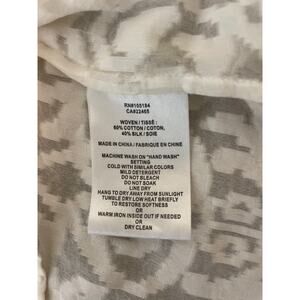 RN#105184
CA#22465
WOVEN / TISSÉ :
60% COTTON / COTON,
40% SILK / SOIE
MADE IN CHINA / FABRIQUE EN CHINE
MACHINE WASH ON "HAND WASH"
SETTING
COLD WITH SIMILAR COLORS
MILD DETERGENT
DO NOT BLEACH
DO NOT SOAK
LINE DRY
HANG TO DRY AWAY FROM SUNLIGHT
TUMBLE DRY LOW HEAT BRIEFLY
TO RESTORE SOFTNESS
OR
WARM IRON INSIDE OUT IF NEEDED
OR
DRY CLEAN